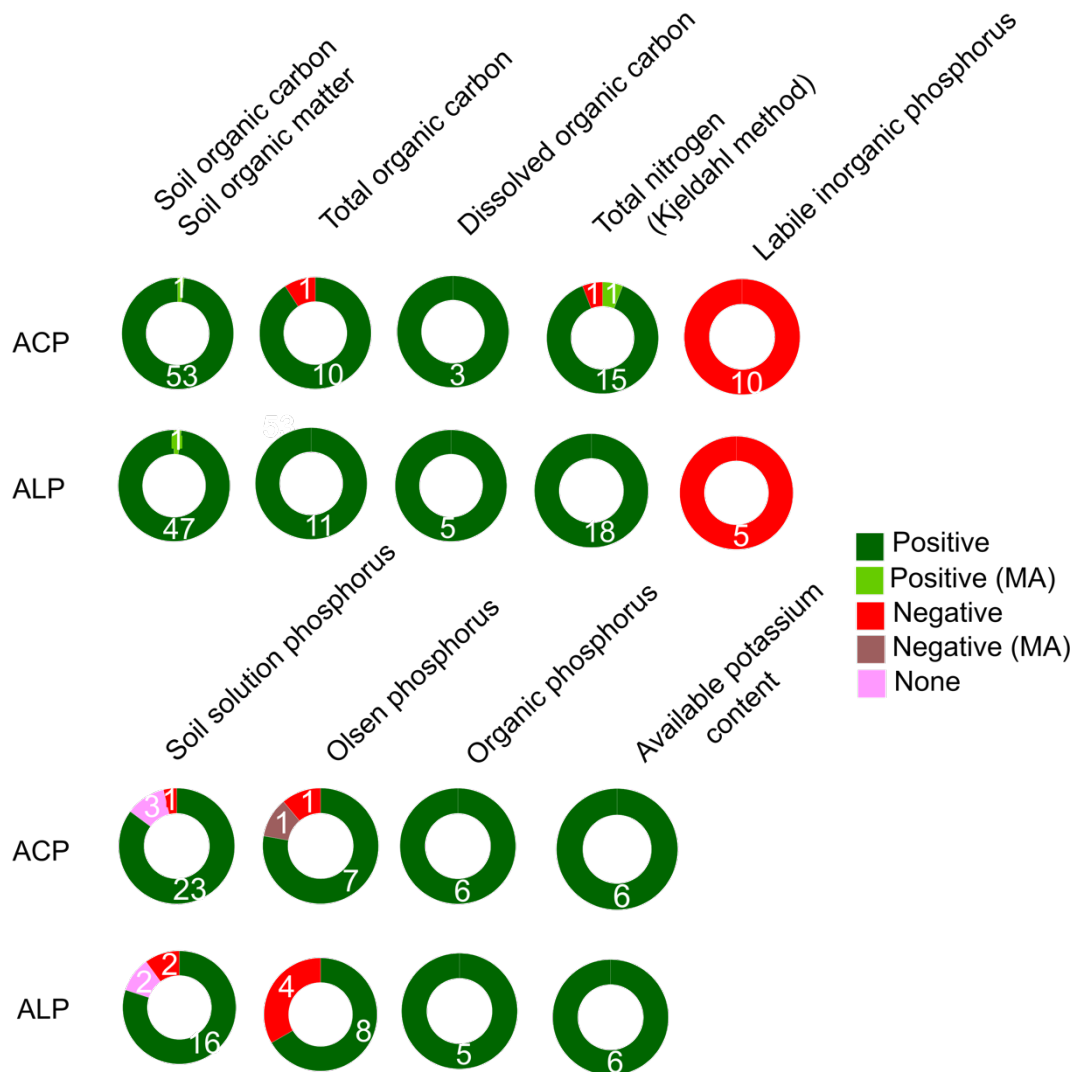 Soil organic carbon
Soil organic matter
Total organic carbon
Dissolved organic carbon
Total nitrogen
(Kjeldahl method)
Labile inorganic phosphorus
ACP
1
53
1
10
3
1
1
15
10
ALP
1
47
53
11
5
18
5
Positive
Positive (MA)
Negative
Negative (MA)
None
Soil solution phosphorus
Olsen phosphorus
Organic phosphorus
Available potassium
content
ACP
3
1
23
1
1
7
6
6
ALP
2
2
16
4
8
5
6